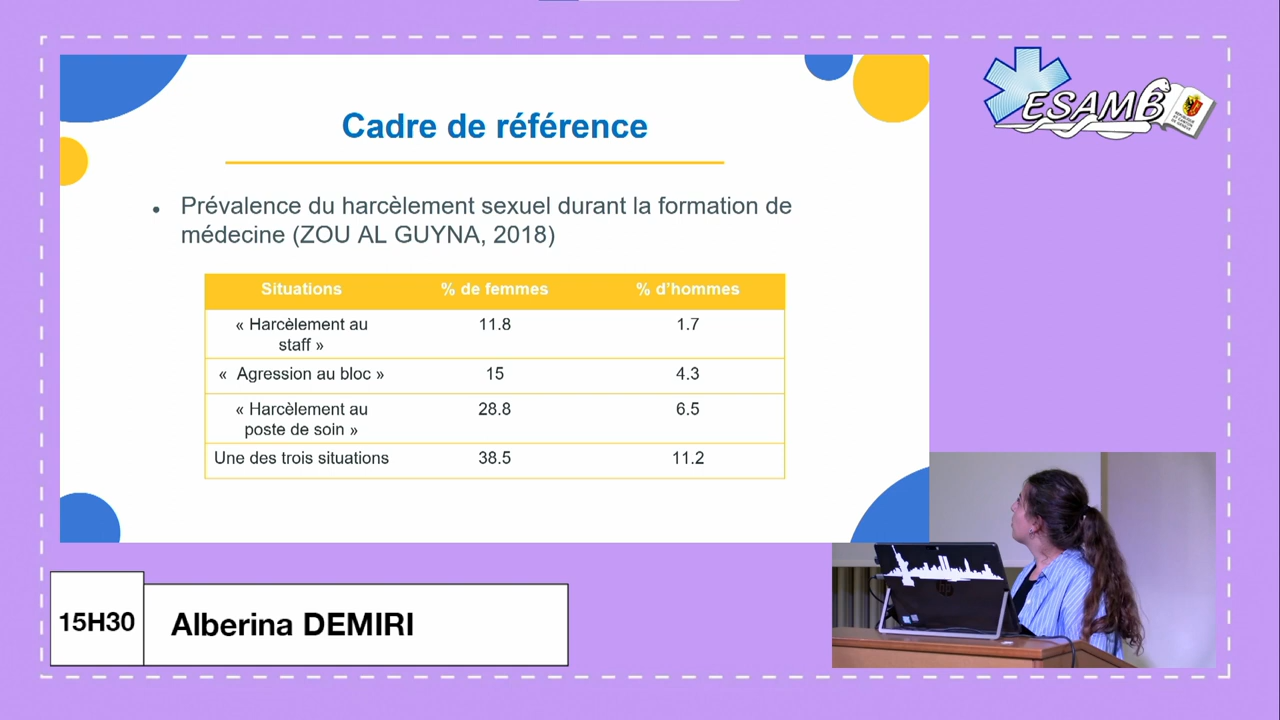 Cadre de référence
• Prévalence du harcèlement sexuel durant la formation de
médecine (ZOU AL GUYNA, 2018)
Situations % de femmes % d'hommes
« Harcèlement au
staff » 11.8 1.7
« Agression au bloc » 15 4.3
« Harcèlement au
poste de soin » 28.8 6.5
Une des trois situations 38.5 11.2
ESAMB
15H30
Alberina DEMIRI
hp